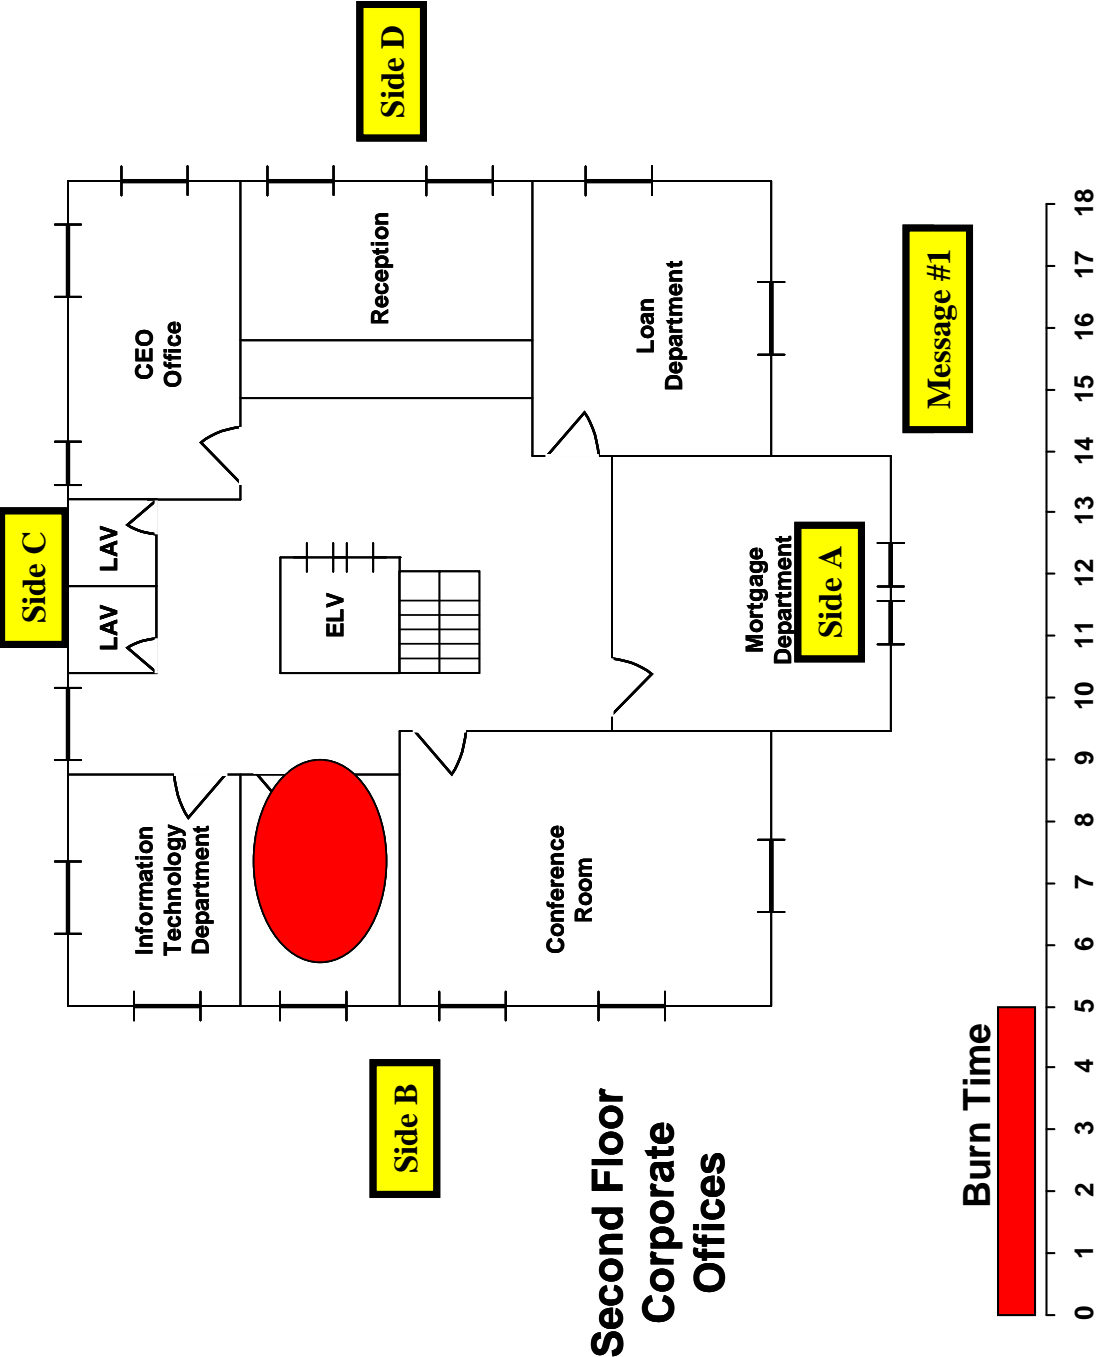 Side C
Side D
Side B
Side A
CEO
Office
LAV
LAV
Reception
ELV
Information
Technology
Department
Loan
Department
Mortgage
Department
Conference
Room
Message #1
Second Floor
Corporate
Offices
Burn Time
0 1 2 3 4 5 6 7 8 9 10 11 12 13 14 15 16 17 18